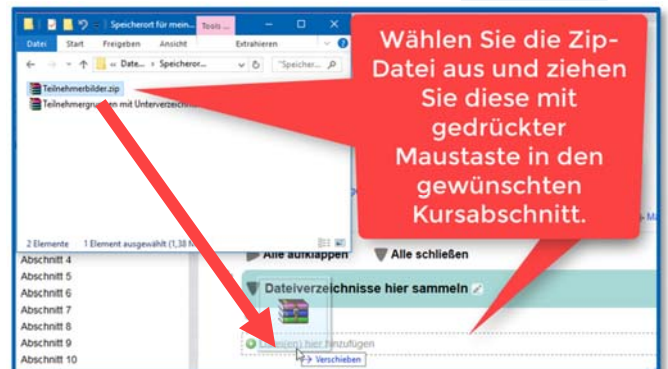 Speicherort für mein... Tools ...
Datei Start Freigeben Ansicht Extrahieren
« Date... › Speicheror... "Speicher...
Teilnehmerbilder.zip
Teilnehmergruppen mit Unterverzeichn
2 Elemente 1 Element ausgewählt (1,38 M
Wählen Sie die Zip-
Datei aus und ziehen
Sie diese mit
gedrückter
Maustaste in den
gewünschten
Kursabschnitt.
Abschnitt 4
Abschnitt 5
Abschnitt 6
Abschnitt 7
Abschnitt 8
Abschnitt 9
Abschnitt 10
Alle aufklappen Alle schließen
Dateiverzeichnisse hier sammeln
Datei(en) hier hinzufügen
Verschieben